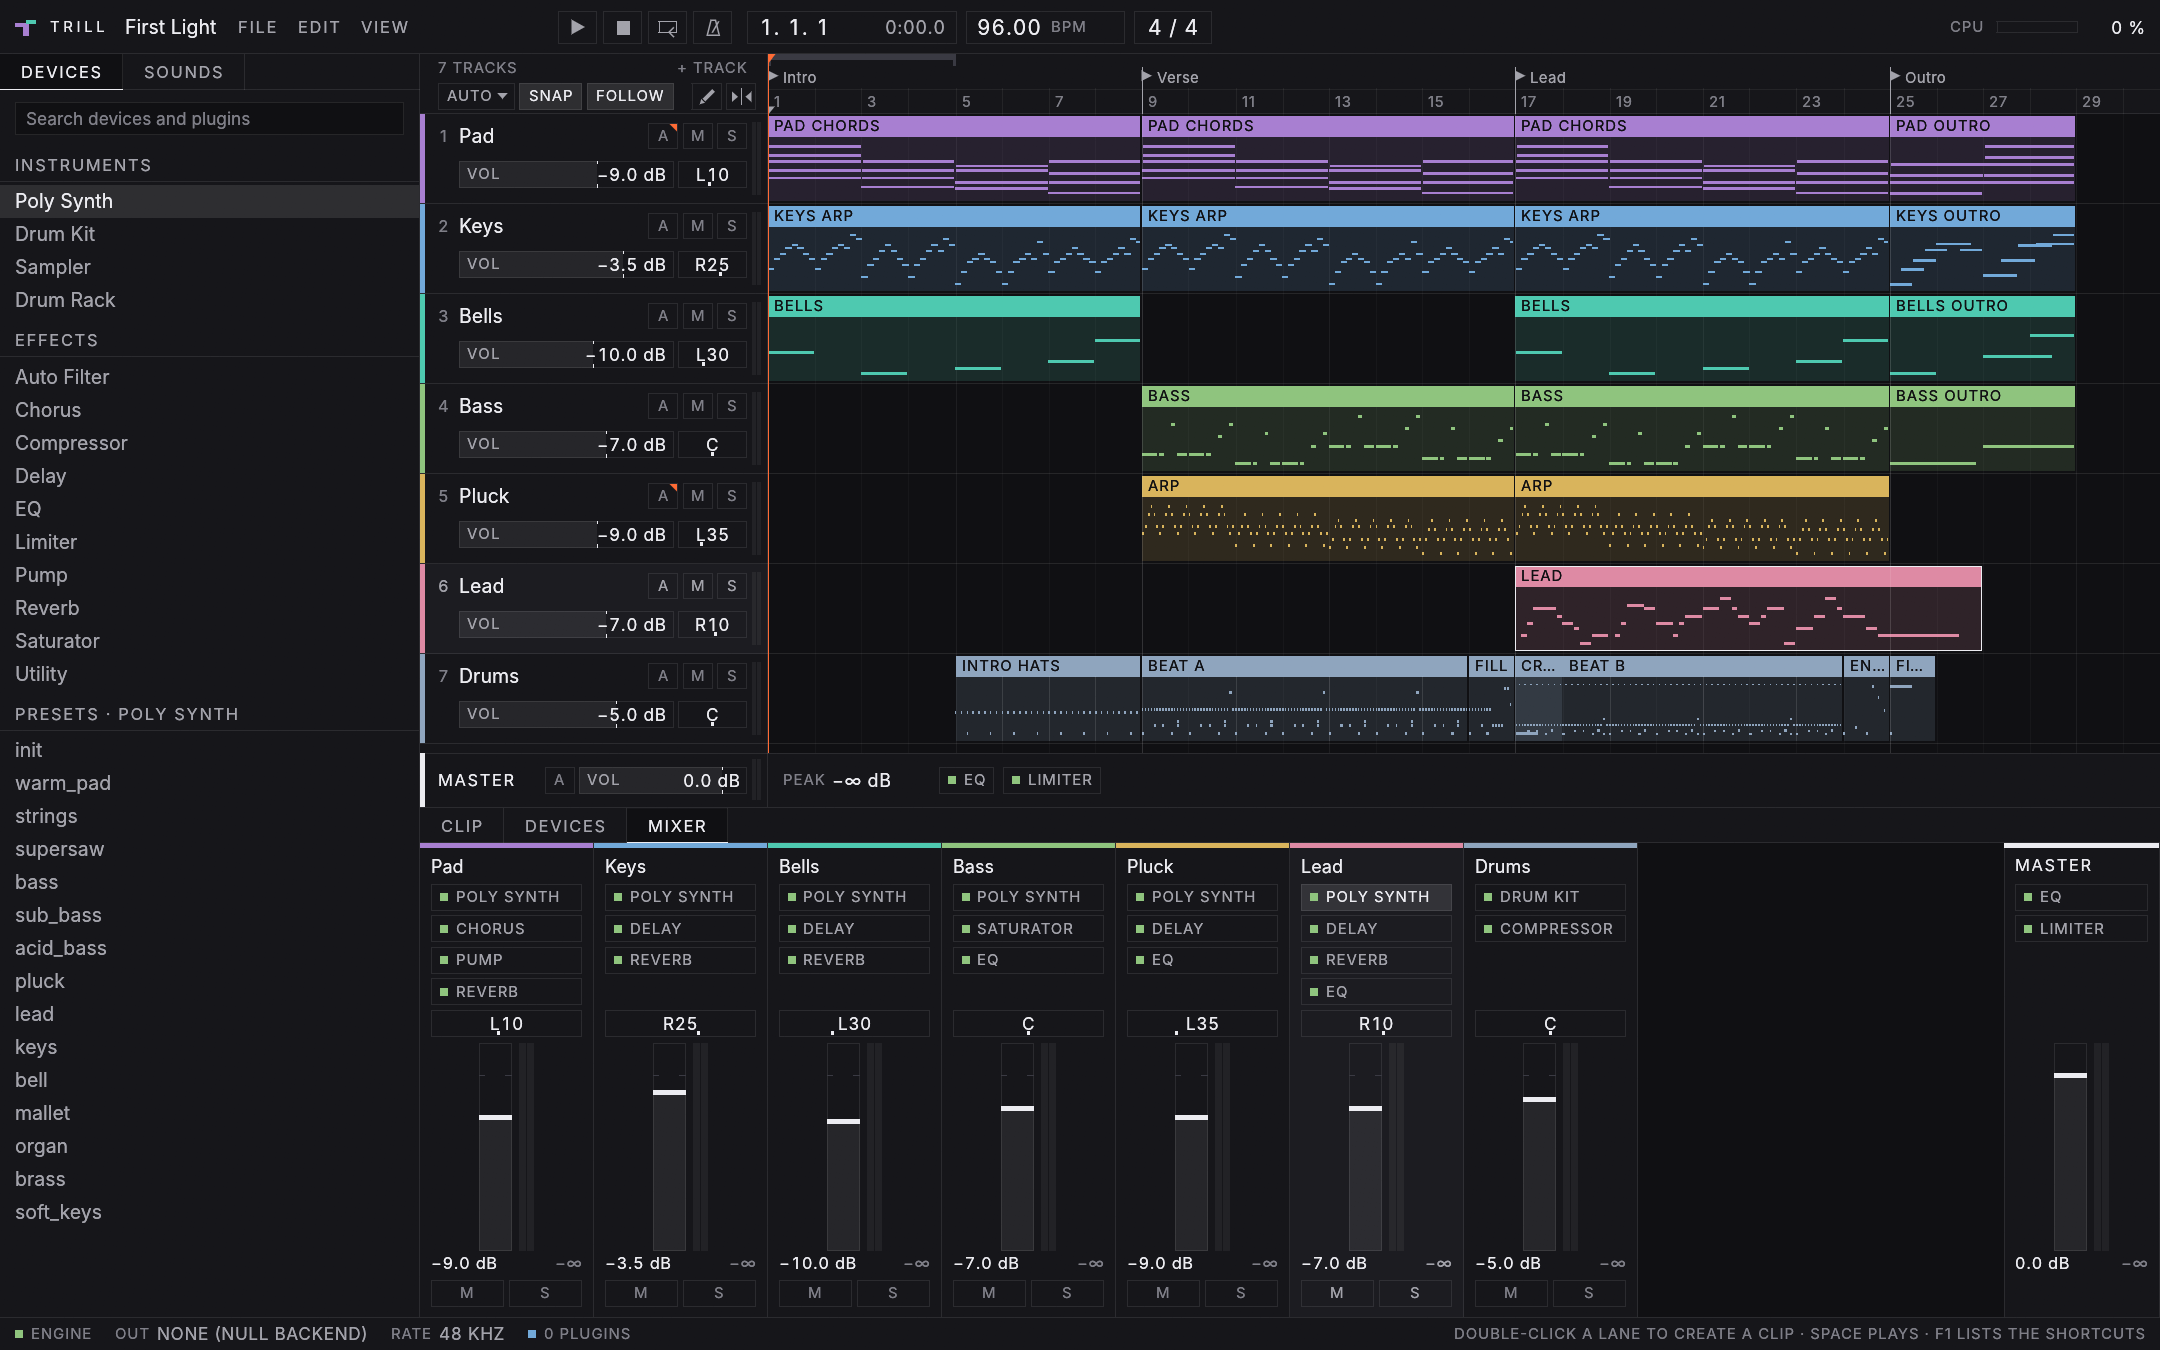 TRILL First Light FILE EDIT VIEW 1. 1. 1 0:00.0 96.00 BPM 4 / 4 CPU 0 %
DEVICES SOUNDS
Search devices and plugins
INSTRUMENTS
Poly Synth
Drum Kit
Sampler
Drum Rack
EFFECTS
Auto Filter
Chorus
Compressor
Delay
EQ
Limiter
Pump
Reverb
Saturator
Utility
PRESETS · POLY SYNTH
init
warm_pad
strings
supersaw
bass
sub_bass
acid_bass
pluck
lead
keys
bell
mallet
organ
brass
soft_keys
7 TRACKS + TRACK
AUTO SNAP FOLLOW
Intro Verse Lead Outro
1 3 5 7 9 11 13 15 17 19 21 23 25 27 29
1 Pad A M S
VOL −9.0 dB L10
PAD CHORDS PAD CHORDS PAD CHORDS PAD OUTRO
2 Keys A M S
VOL −3.5 dB R25
KEYS ARP KEYS ARP KEYS ARP KEYS OUTRO
3 Bells A M S
VOL −10.0 dB L30
BELLS BELLS BELLS OUTRO
4 Bass A M S
VOL −7.0 dB C
BASS BASS BASS OUTRO
5 Pluck A M S
VOL −9.0 dB L35
ARP ARP
6 Lead A M S
VOL −7.0 dB R10
LEAD
7 Drums A M S
VOL −5.0 dB C
INTRO HATS BEAT A FILL CR... BEAT B EN... FI...
MASTER A VOL 0.0 dB PEAK −∞ dB EQ LIMITER
CLIP DEVICES MIXER
Pad
POLY SYNTH
CHORUS
PUMP
REVERB
L10
−9.0 dB −∞
M S
Keys
POLY SYNTH
DELAY
REVERB
R25
−3.5 dB −∞
M S
Bells
POLY SYNTH
DELAY
REVERB
L30
−10.0 dB −∞
M S
Bass
POLY SYNTH
SATURATOR
EQ
C
−7.0 dB −∞
M S
Pluck
POLY SYNTH
DELAY
EQ
L35
−9.0 dB −∞
M S
Lead
POLY SYNTH
DELAY
REVERB
EQ
R10
−7.0 dB −∞
M S
Drums
DRUM KIT
COMPRESSOR
C
−5.0 dB −∞
M S
MASTER
EQ
LIMITER
0.0 dB −∞
ENGINE OUT NONE (NULL BACKEND) RATE 48 KHZ 0 PLUGINS DOUBLE-CLICK A LANE TO CREATE A CLIP · SPACE PLAYS · F1 LISTS THE SHORTCUTS